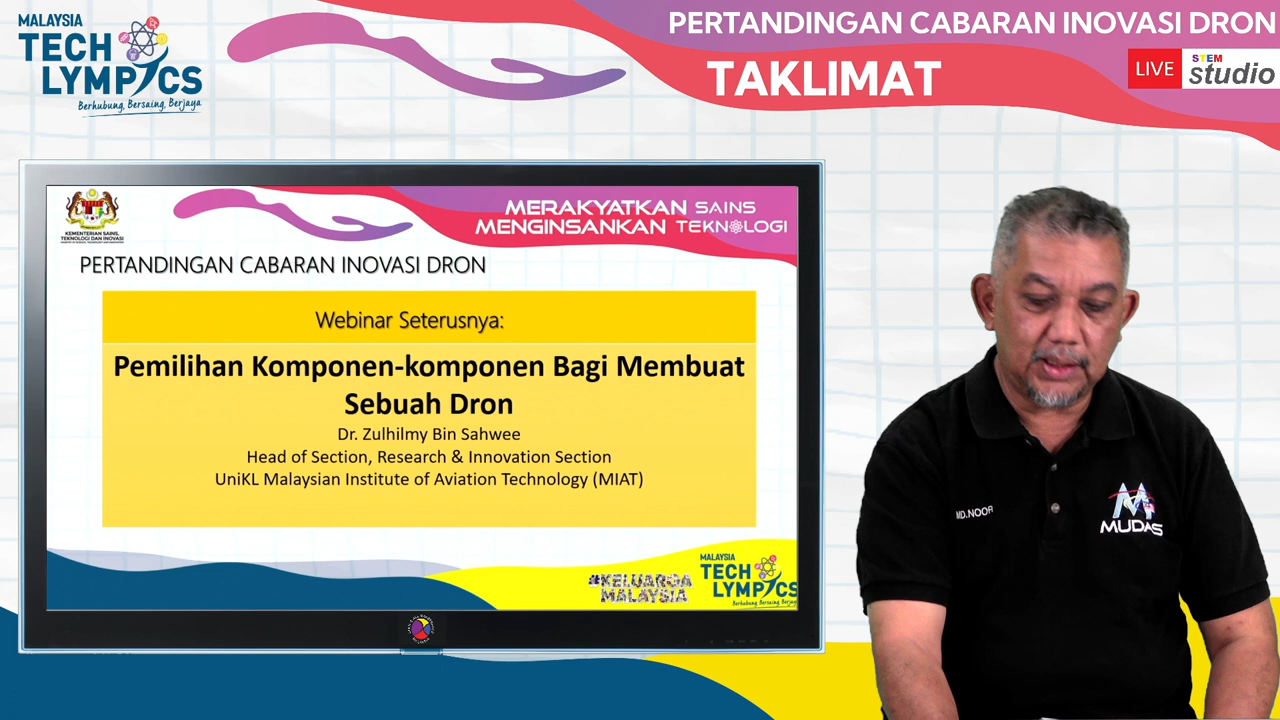 MALAYSIA
TECH
LYMPICS
Berhubung, Bersaing, Berjaya
PERTANDINGAN CABARAN INOVASI DRON
TAKLIMAT
LIVE
STEM
studio
KEMENTERIAN SAINS,
TEKNOLOGI DAN INOVASI
MERAKYATKAN SAINS
MENGINSANKAN TEKNOLOGI
PERTANDINGAN CABARAN INOVASI DRON
Webinar Seterusnya:
Pemilihan Komponen-komponen Bagi Membuat
Sebuah Dron
Dr. Zulhilmy Bin Sahwee
Head of Section, Research & Innovation Section
UniKL Malaysian Institute of Aviation Technology (MIAT)
#KELUARGA
MALAYSIA
MALAYSIA
TECH
LYMPICS
Berhubung, Bersaing, Berjaya
MD.NOOR
MUDAS